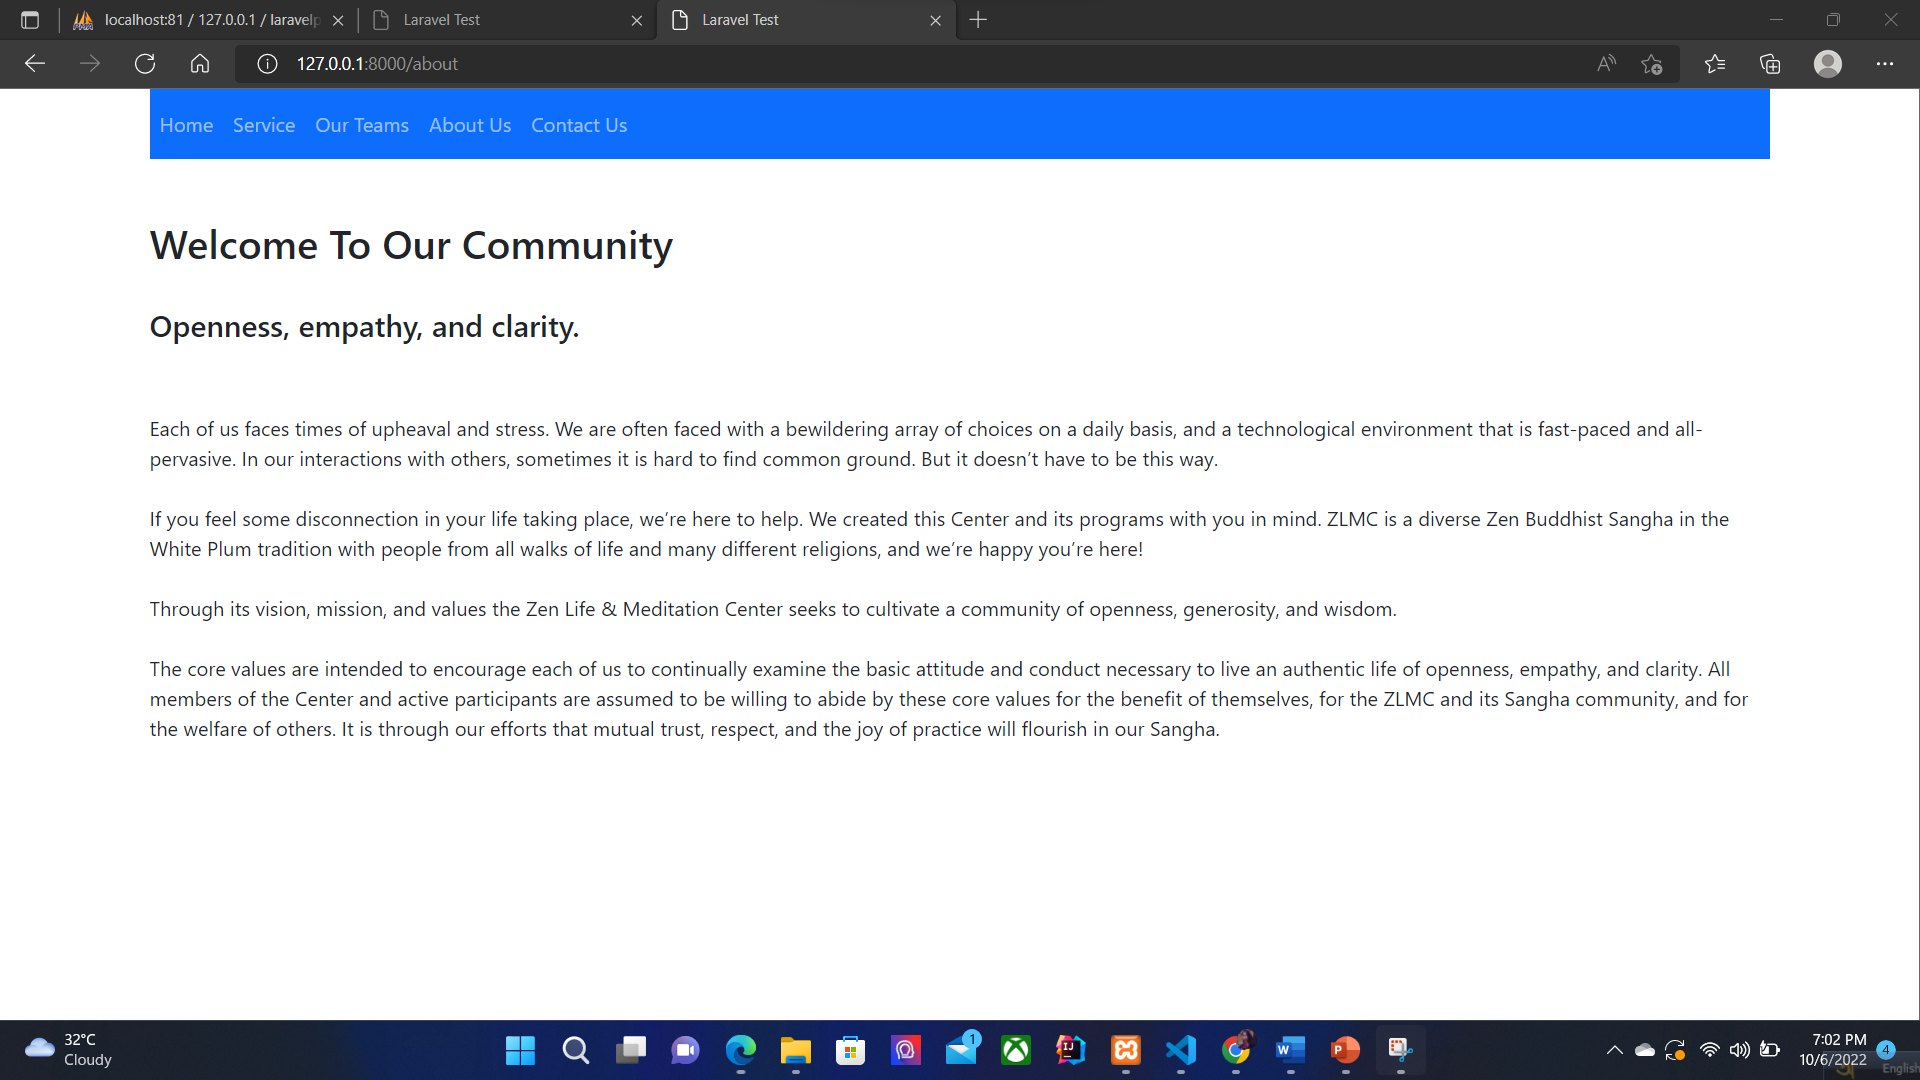 localhost:81 / 127.0.0.1 / laravelp
Laravel Test
Laravel Test
127.0.0.1:8000/about
Home Service Our Teams About Us Contact Us
Welcome To Our Community
Openness, empathy, and clarity.
Each of us faces times of upheaval and stress. We are often faced with a bewildering array of choices on a daily basis, and a technological environment that is fast-paced and all-
pervasive. In our interactions with others, sometimes it is hard to find common ground. But it doesn’t have to be this way.
If you feel some disconnection in your life taking place, we’re here to help. We created this Center and its programs with you in mind. ZLMC is a diverse Zen Buddhist Sangha in the
White Plum tradition with people from all walks of life and many different religions, and we’re happy you’re here!
Through its vision, mission, and values the Zen Life & Meditation Center seeks to cultivate a community of openness, generosity, and wisdom.
The core values are intended to encourage each of us to continually examine the basic attitude and conduct necessary to live an authentic life of openness, empathy, and clarity. All
members of the Center and active participants are assumed to be willing to abide by these core values for the benefit of themselves, for the ZLMC and its Sangha community, and for
the welfare of others. It is through our efforts that mutual trust, respect, and the joy of practice will flourish in our Sangha.
32°C
Cloudy
1
7:02 PM
10/6/2022
4
English